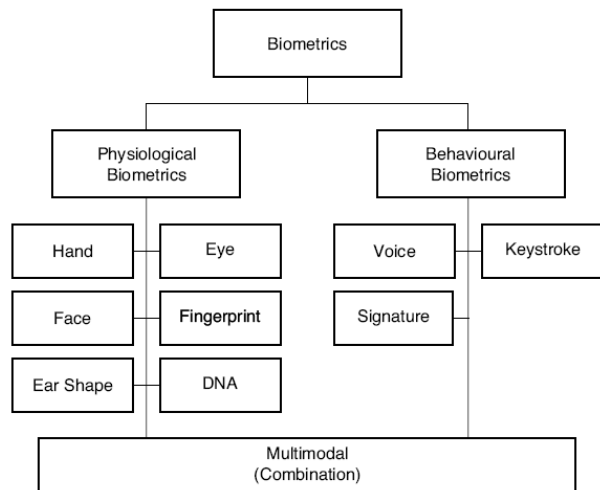 Biometrics
Physiological
Biometrics
Behavioural
Biometrics
Hand
Eye
Voice
Keystroke
Face
Fingerprint
Signature
Ear Shape
DNA
Multimodal
(Combination)